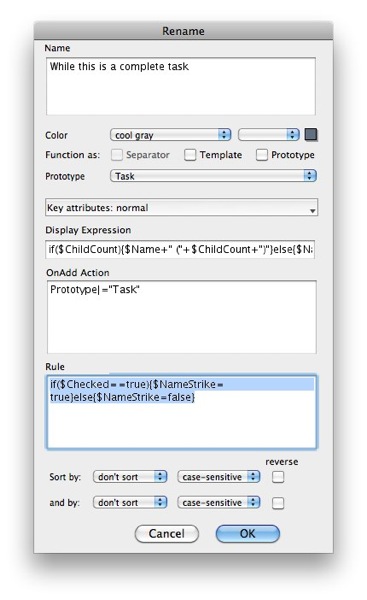 Rename
Name
While this is a complete task
Color cool gray
Function as: Separator Template Prototype
Prototype Task
Key attributes: normal
Display Expression
if($ChildCount){$Name+" ("+$ChildCount+")"}else{$Na
OnAdd Action
Prototype|="Task"
Rule
if($Checked==true){$NameStrike=
true}else{$NameStrike=false}
reverse
Sort by: don't sort case-sensitive
and by: don't sort case-sensitive
Cancel OK